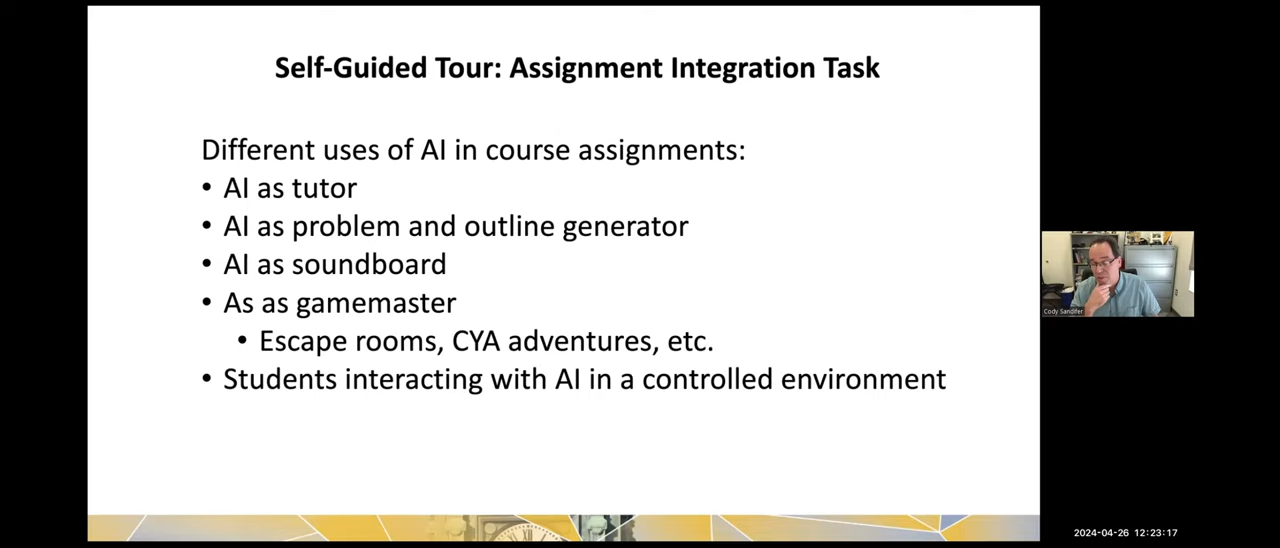 Self-Guided Tour: Assignment Integration Task
Different uses of AI in course assignments:
• AI as tutor
• AI as problem and outline generator
• AI as soundboard
• As as gamemaster
• Escape rooms, CYA adventures, etc.
• Students interacting with AI in a controlled environment
Cody Sandifer
2024-04-26 12:23:17